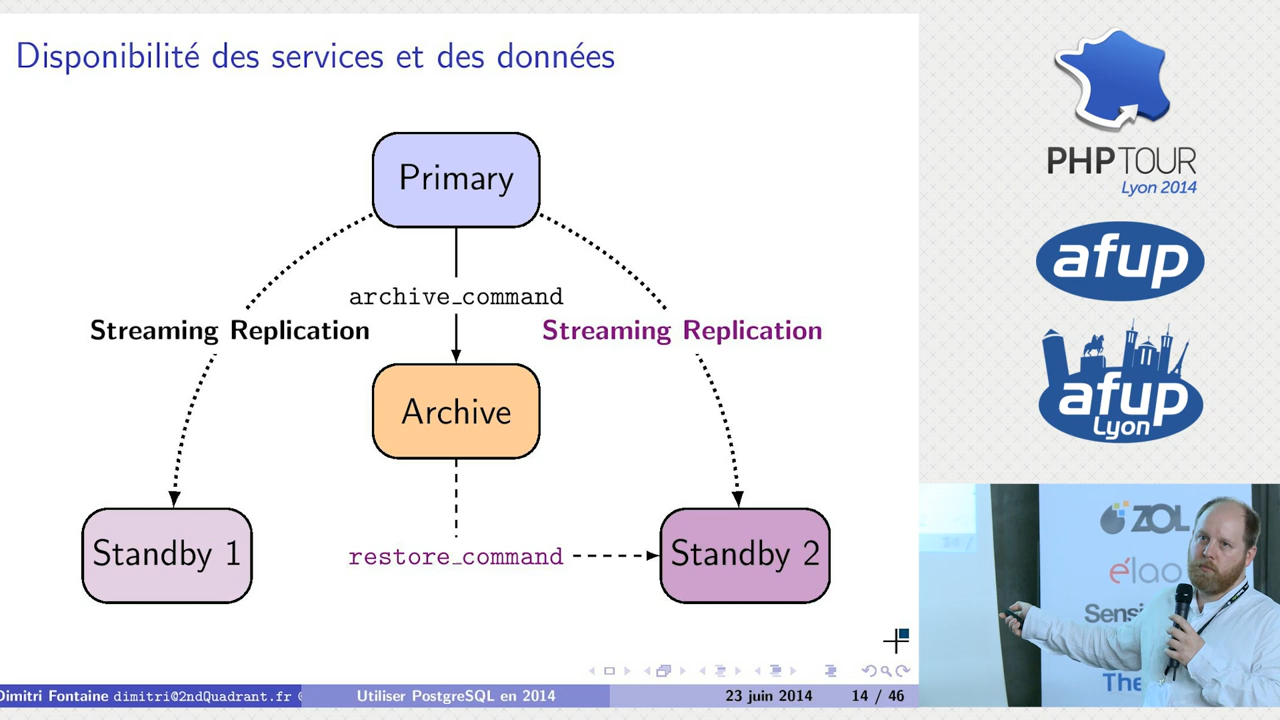 Disponibilité des services et des données
Primary
archive_command
Streaming Replication
Streaming Replication
Archive
Standby 1
restore_command
Standby 2
Dimitri Fontaine dimitri@2ndQuadrant.fr
Utiliser PostgreSQL en 2014
23 juin 2014
14 / 46
PHP TOUR
Lyon 2014
afup
afup
Lyon
ZOL
élao
Sensi
The